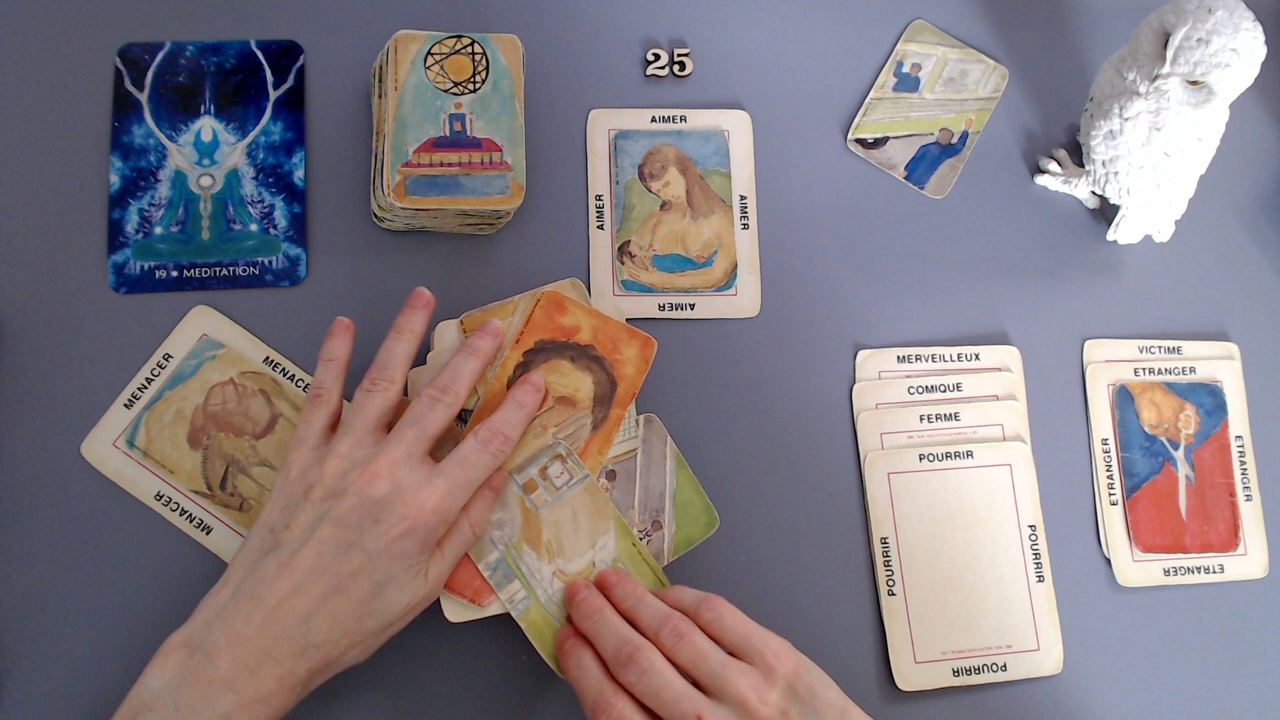 25
19 * MEDITATION
AIMER
AIMER
AIMER
AIMER
MENACER
MENACE
MENACER
MERVEILLEUX
COMIQUE
FERME
POURRIR
POURRIR
POURRIR
POURRIR
VICTIME
ETRANGER
ETRANGER
ETRANGER
ETRANGER